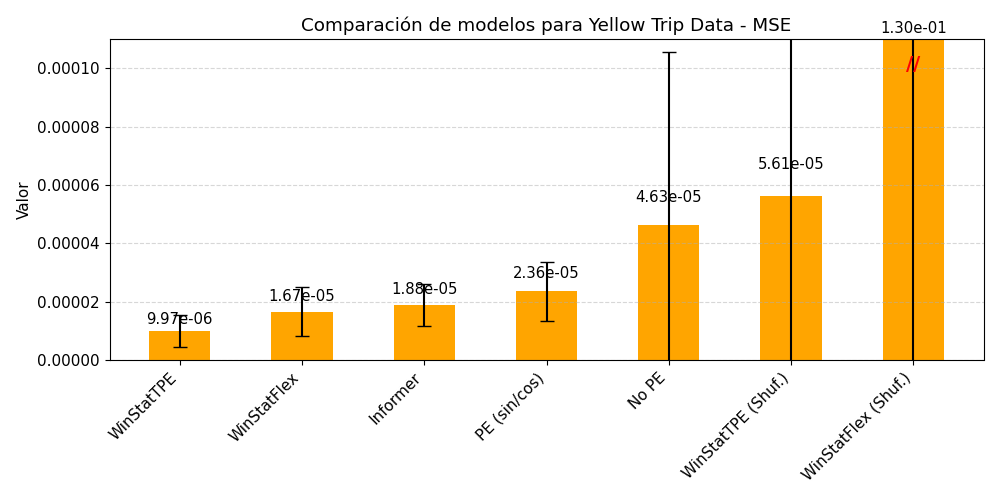 Comparación de modelos para Yellow Trip Data - MSE
1.30e-01
//
5.61e-05
4.63e-05
2.36e-05
1.88e-05
1.67e-05
9.97e-06
Valor
0.00010
0.00008
0.00006
0.00004
0.00002
0.00000
WinStatTPE
WinStatFlex
Informer
PE (sin/cos)
No PE
WinStatTPE (Shuf.)
WinStatFlex (Shuf.)